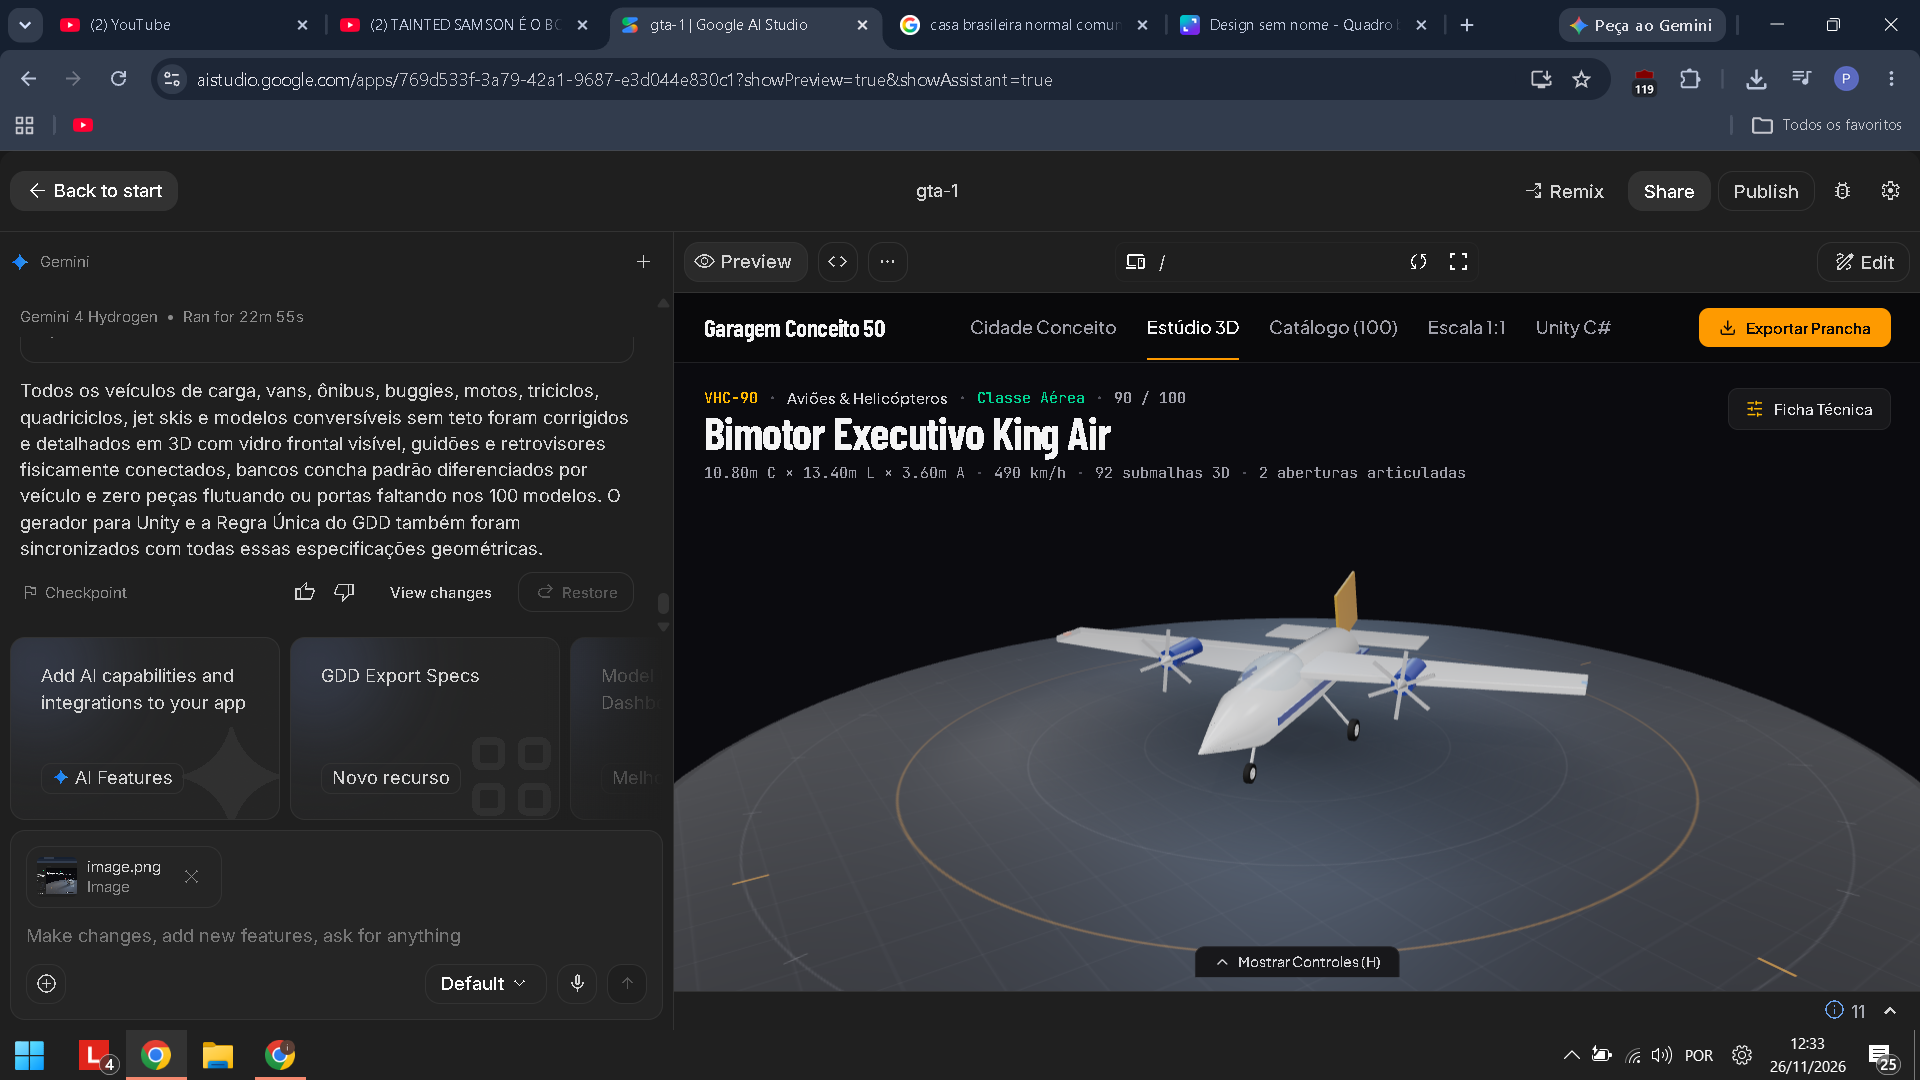 (2) YouTube
(2) TAINTED SAMSON É O BO
gta-1 | Google AI Studio
casa brasileira normal comun
Design sem nome - Quadro
Peça ao Gemini
aistudio.google.com/apps/769d533f-3a79-42a1-9687-e3d044e830c1?showPreview=true&showAssistant=true
119
P
Todos os favoritos
Back to start
gta-1
Remix
Share
Publish
Gemini
Preview
/
Edit
Gemini 4 Hydrogen • Ran for 22m 55s
Todos os veículos de carga, vans, ônibus, buggies, motos, triciclos,
quadriciclos, jet skis e modelos conversíveis sem teto foram corrigidos
e detalhados em 3D com vidro frontal visível, guidões e retrovisores
fisicamente conectados, bancos concha padrão diferenciados por
veículo e zero peças flutuando ou portas faltando nos 100 modelos. O
gerador para Unity e a Regra Única do GDD também foram
sincronizados com todas essas especificações geométricas.
Checkpoint
View changes
Restore
Add AI capabilities and
integrations to your app
AI Features
GDD Export Specs
Novo recurso
Model
Dashb
Melh
image.png
Image
Make changes, add new features, ask for anything
Default
Garagem Conceito 50
Cidade Conceito
Estúdio 3D
Catálogo (100)
Escala 1:1
Unity C#
Exportar Prancha
VHC-90 · Aviões & Helicópteros · Classe Aérea · 90 / 100
Ficha Técnica
Bimotor Executivo King Air
10.80m C × 13.40m L × 3.60m A · 490 km/h · 92 submalhas 3D · 2 aberturas articuladas
Mostrar Controles (H)
11
L
4
POR
12:33
26/11/2026
25